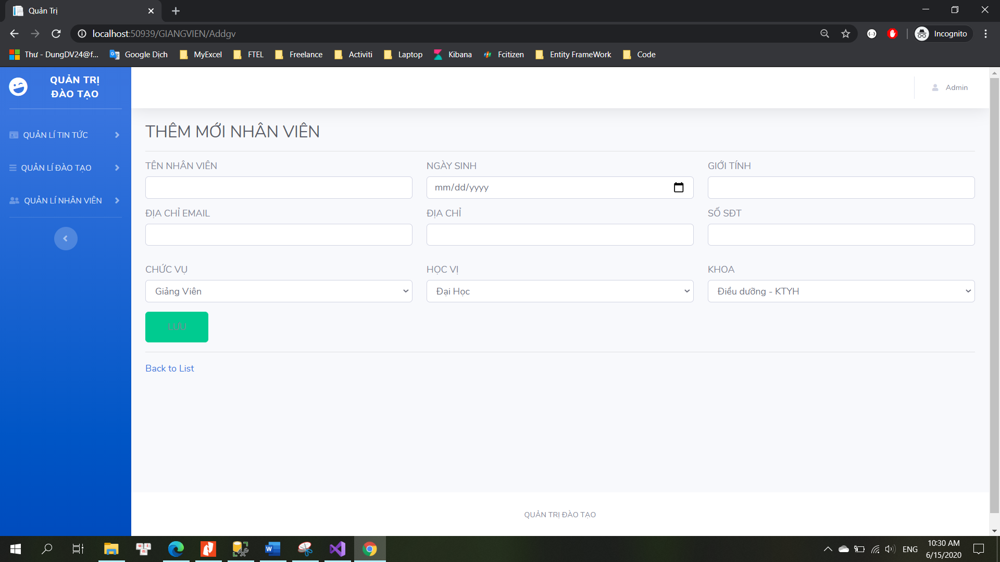 Quản Trị
localhost:50939/GIANGVIEN/Addgv
Incognito
Thư - DungDV24@f...
Google Dịch
MyExcel
FTEL
Freelance
Activiti
Laptop
Kibana
Fcitizen
Entity FrameWork
Code
QUẢN TRỊ
ĐÀO TẠO
Admin
QUẢN LÍ TIN TỨC
QUẢN LÍ ĐÀO TẠO
QUẢN LÍ NHÂN VIÊN
THÊM MỚI NHÂN VIÊN
TÊN NHÂN VIÊN
NGÀY SINH
GIỚI TÍNH
mm/dd/yyyy
ĐỊA CHỈ EMAIL
ĐỊA CHỈ
SỐ SĐT
CHỨC VỤ
HỌC VỊ
KHOA
Giảng Viên
Đại Học
Điều dưỡng - KTYH
LƯU
Back to List
QUẢN TRỊ ĐÀO TẠO
ENG
10:30 AM
6/15/2020